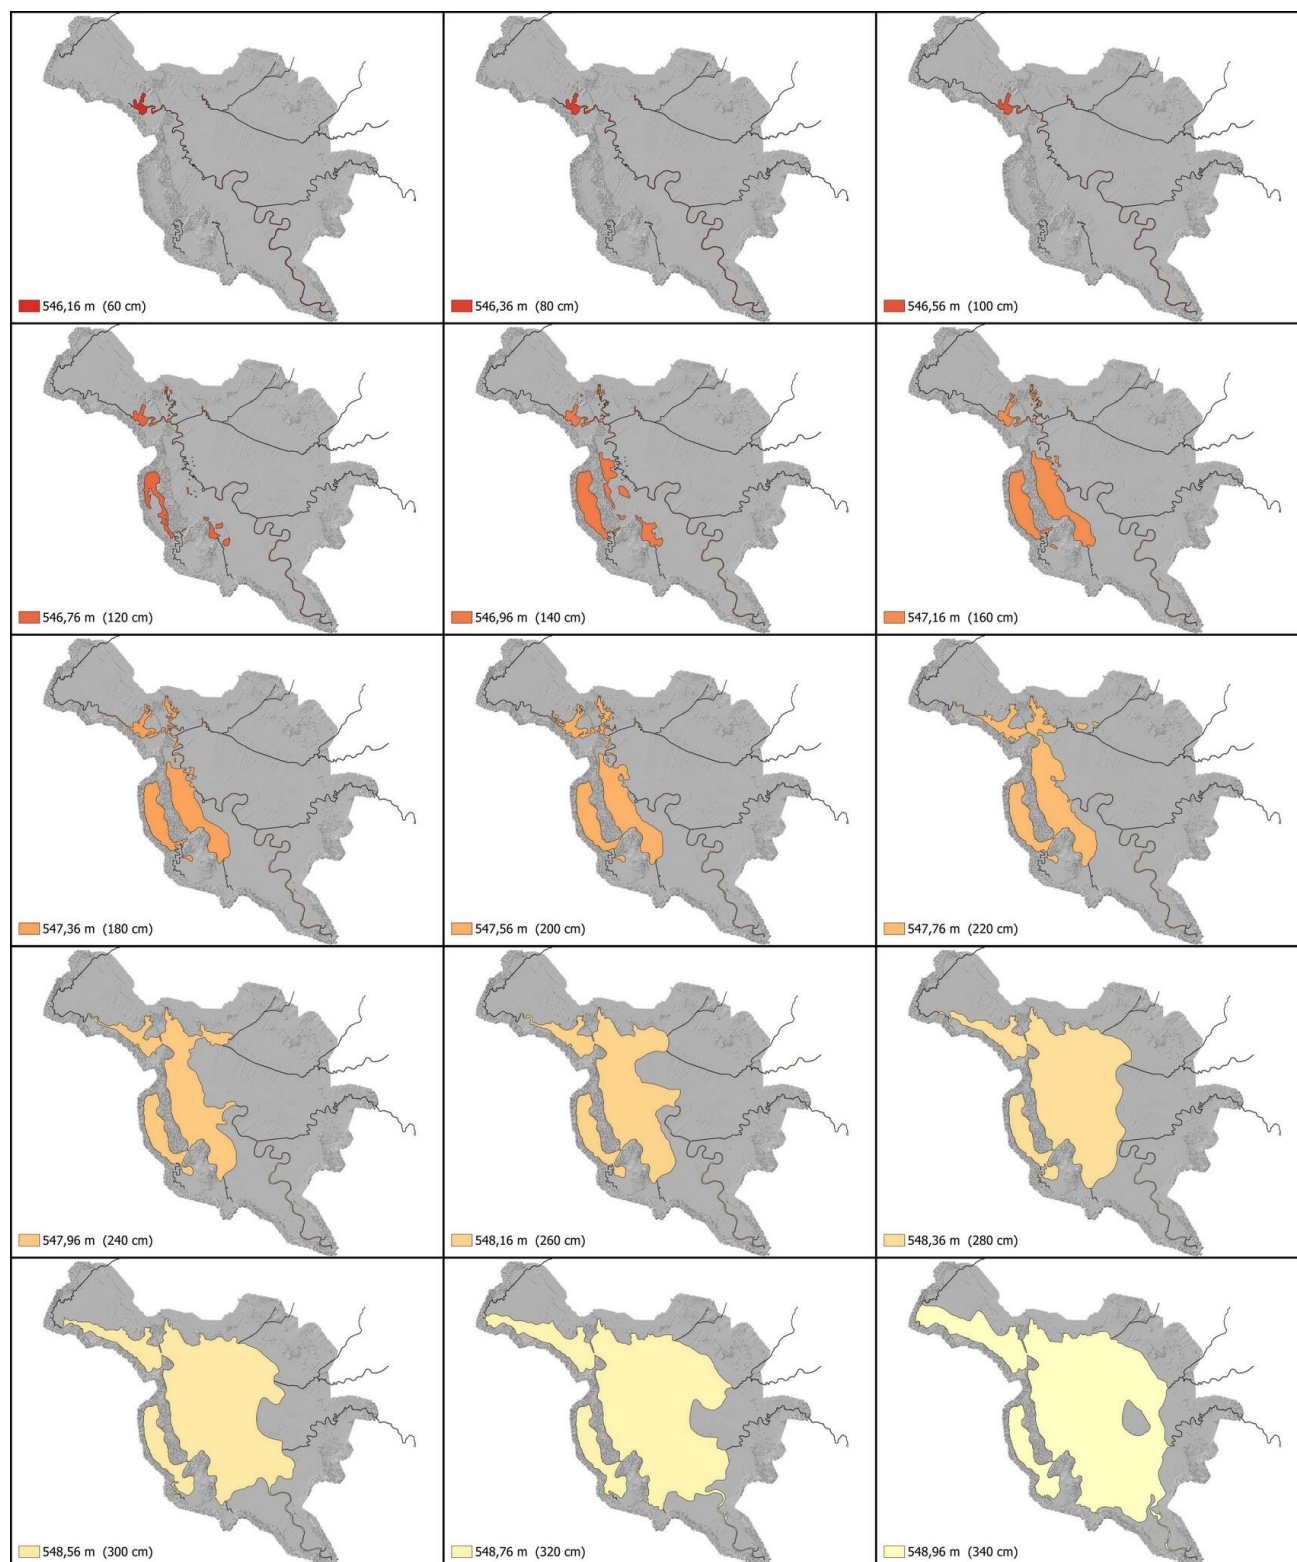 546,16 m (60 cm)
546,36 m (80 cm)
546,56 m (100 cm)
546,76 m (120 cm)
546,96 m (140 cm)
547,16 m (160 cm)
547,36 m (180 cm)
547,56 m (200 cm)
547,76 m (220 cm)
547,96 m (240 cm)
548,16 m (260 cm)
548,36 m (280 cm)
548,56 m (300 cm)
548,76 m (320 cm)
548,96 m (340 cm)